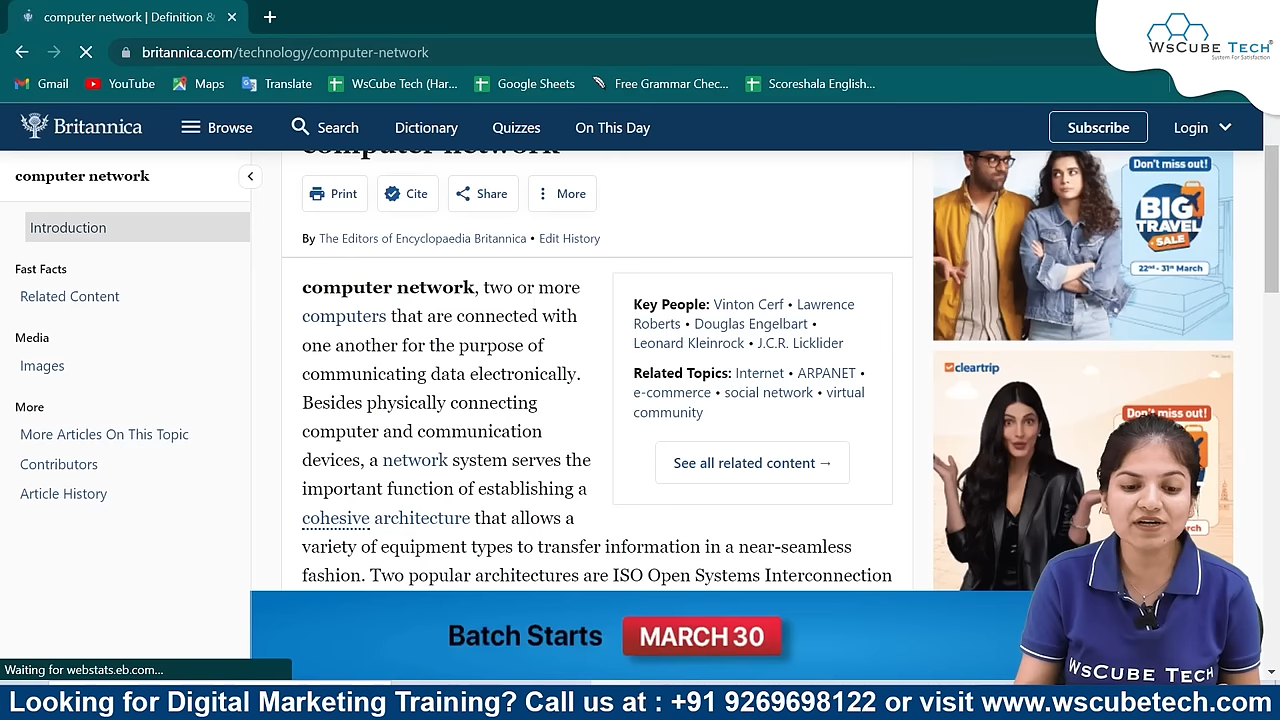 computer network | Definition &
WsCube Tech
System For Satisfaction
britannica.com/technology/computer-network
Gmail YouTube Maps Translate WsCube Tech (Har... Google Sheets Free Grammar Chec... Scoreshala English...
Britannica Browse Search Dictionary Quizzes On This Day Subscribe Login
computer network
Introduction
Fast Facts
Related Content
Media
Images
More
More Articles On This Topic
Contributors
Article History
computer network
Print Cite Share More
By The Editors of Encyclopaedia Britannica • Edit History
computer network, two or more
computers that are connected with
one another for the purpose of
communicating data electronically.
Besides physically connecting
computer and communication
devices, a network system serves the
important function of establishing a
cohesive architecture that allows a
variety of equipment types to transfer information in a near-seamless
fashion. Two popular architectures are ISO Open Systems Interconnection
Key People: Vinton Cerf • Lawrence
Roberts • Douglas Engelbart •
Leonard Kleinrock • J.C.R. Licklider
Related Topics: Internet • ARPANET •
e-commerce • social network • virtual
community
See all related content →
Don't miss out!
BIG
TRAVEL
SALE
22nd - 31st March
cleartrip
Don't miss out!
Batch Starts MARCH 30
WsCube Tech
Waiting for webstats.eb.com...
Looking for Digital Marketing Training? Call us at : +91 9269698122 or visit www.wscubetech.com